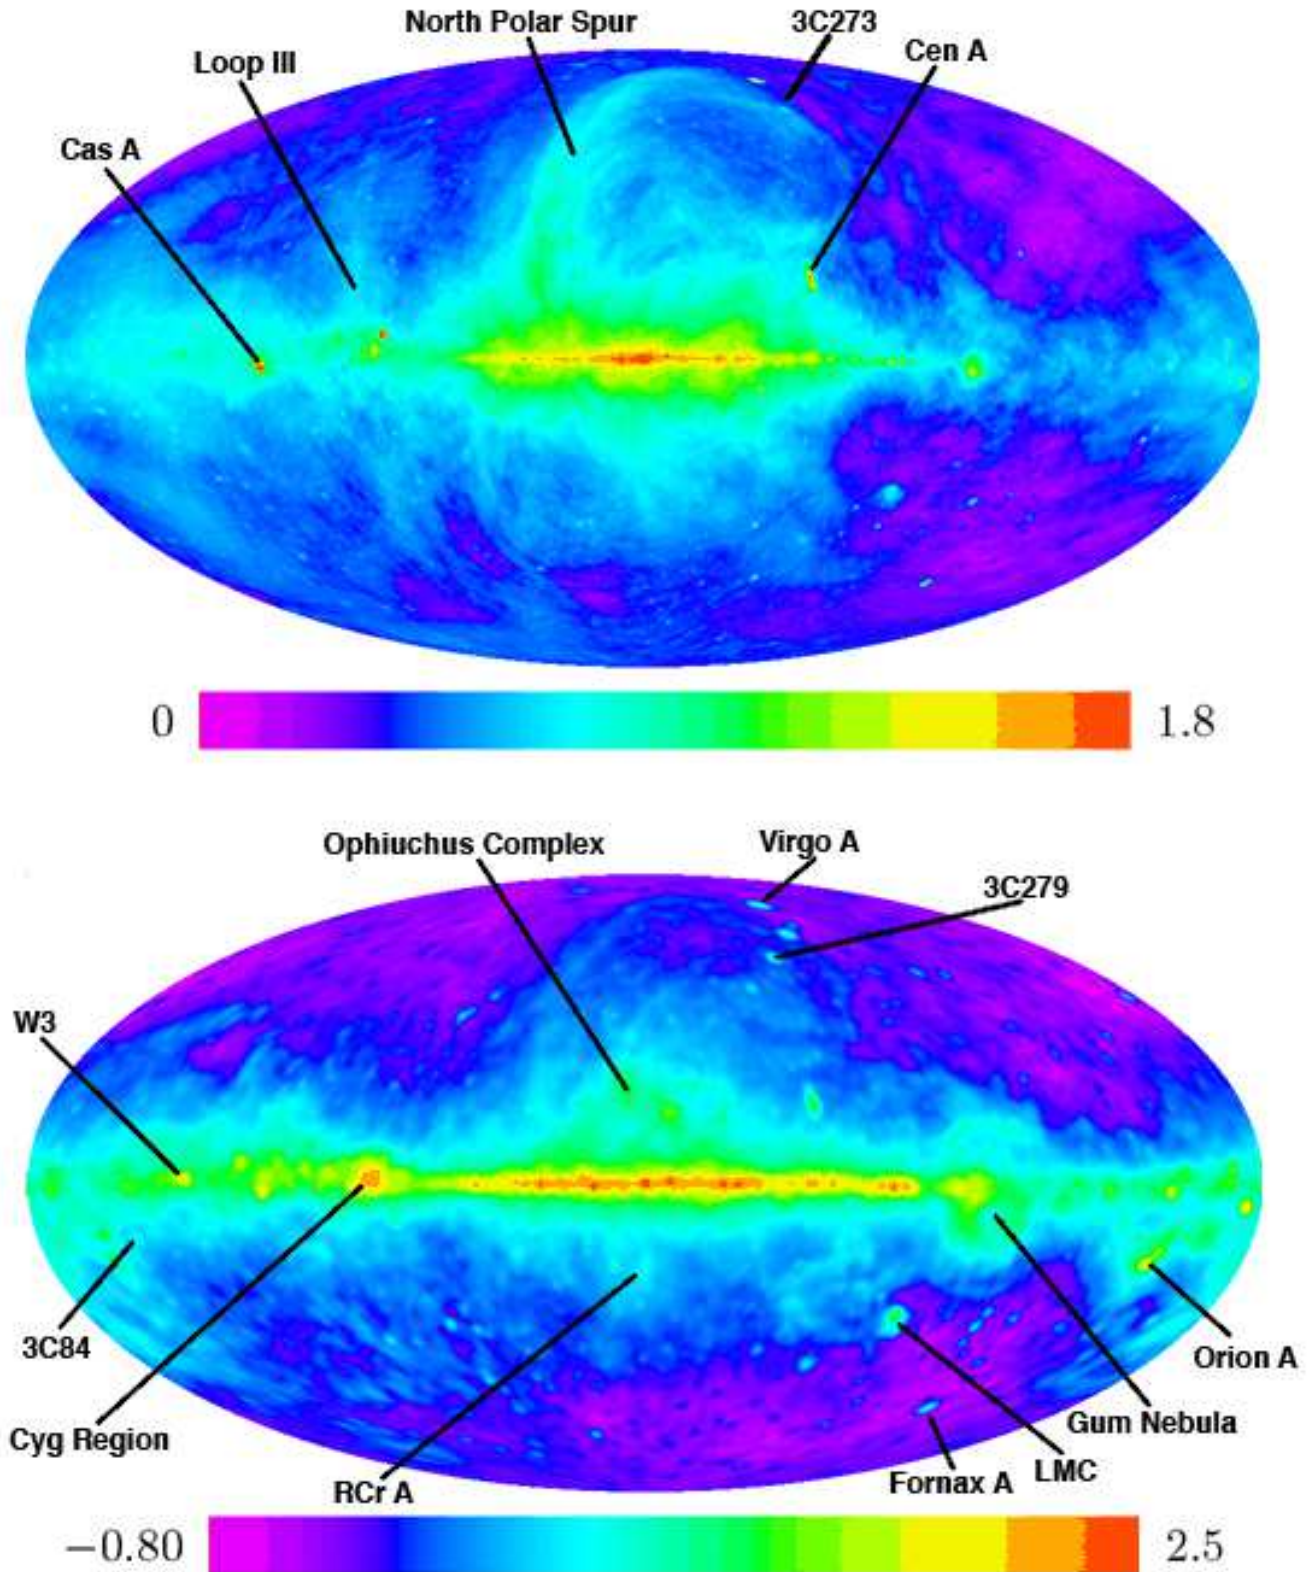 North Polar Spur
3C273
Loop III
Cen A
Cas A
0
1.8
Ophiuchus Complex
Virgo A
3C279
W3
3C84
Orion A
Cyg Region
Gum Nebula
LMC
Fornax A
RCr A
−0.80
2.5